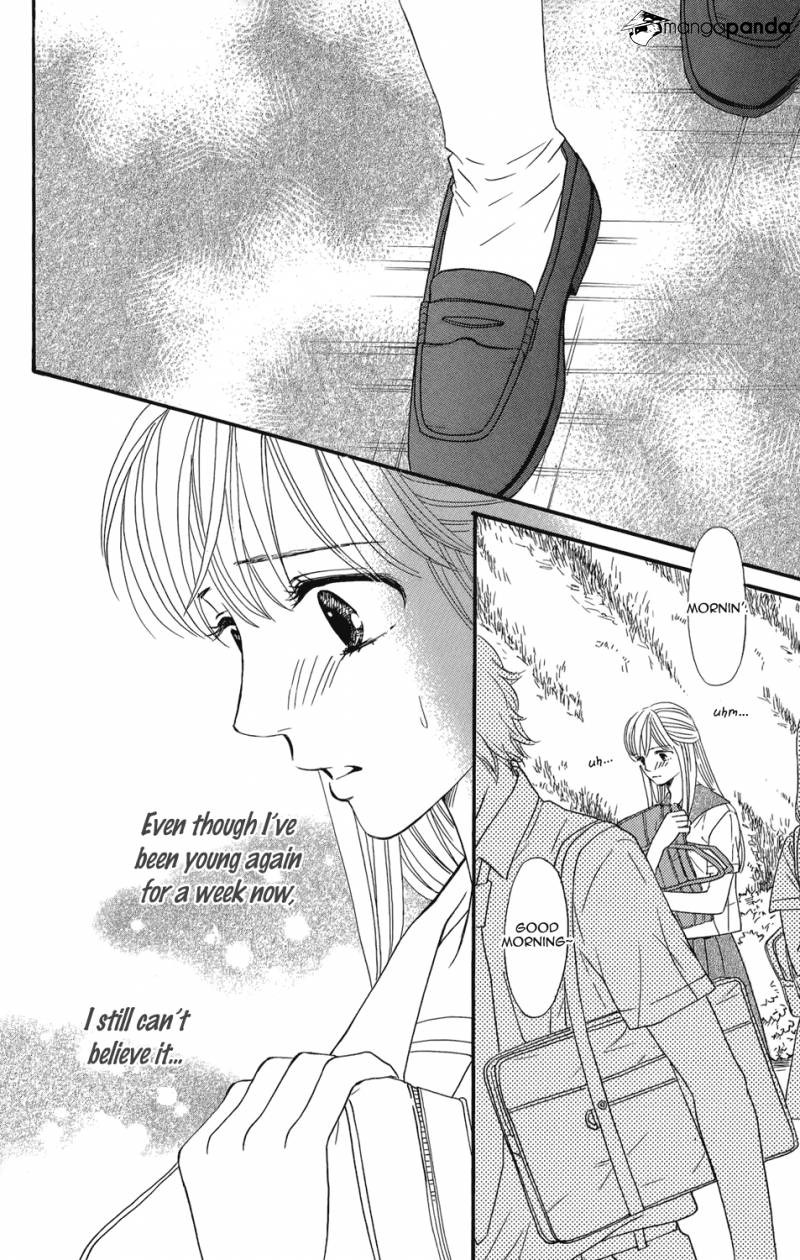 mangapanda
MORNIN'
uhm...
uh...
GOOD
MORNING~
Even though I've
been young again
for a week now,
I still can't
believe it...